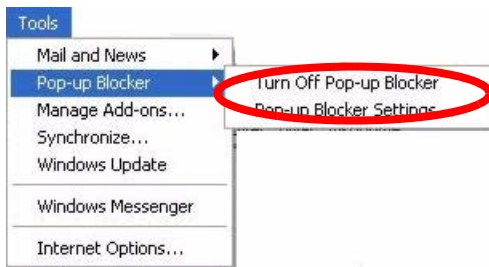 Tools
Mail and News
Pop-up Blocker
Turn Off Pop-up Blocker
Manage Add-ons...
Pop-up Blocker Settings
Synchronize...
Windows Update
Windows Messenger
Internet Options...